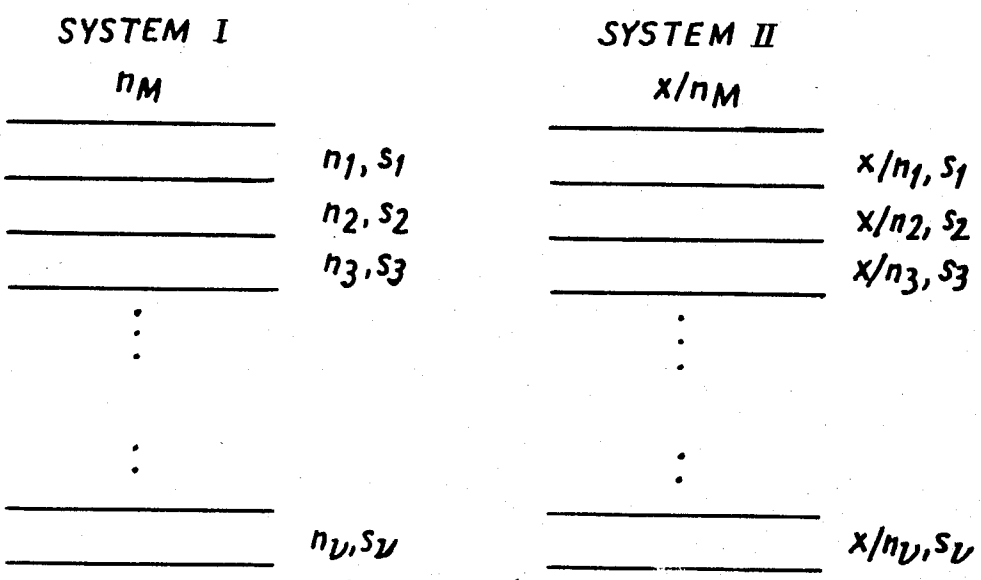 SYSTEM I
n_M
n_1, s_1
n_2, s_2
n_3, s_3
n_ν, s_ν
SYSTEM II
x/n_M
x/n_1, s_1
x/n_2, s_2
x/n_3, s_3
x/n_ν, s_ν